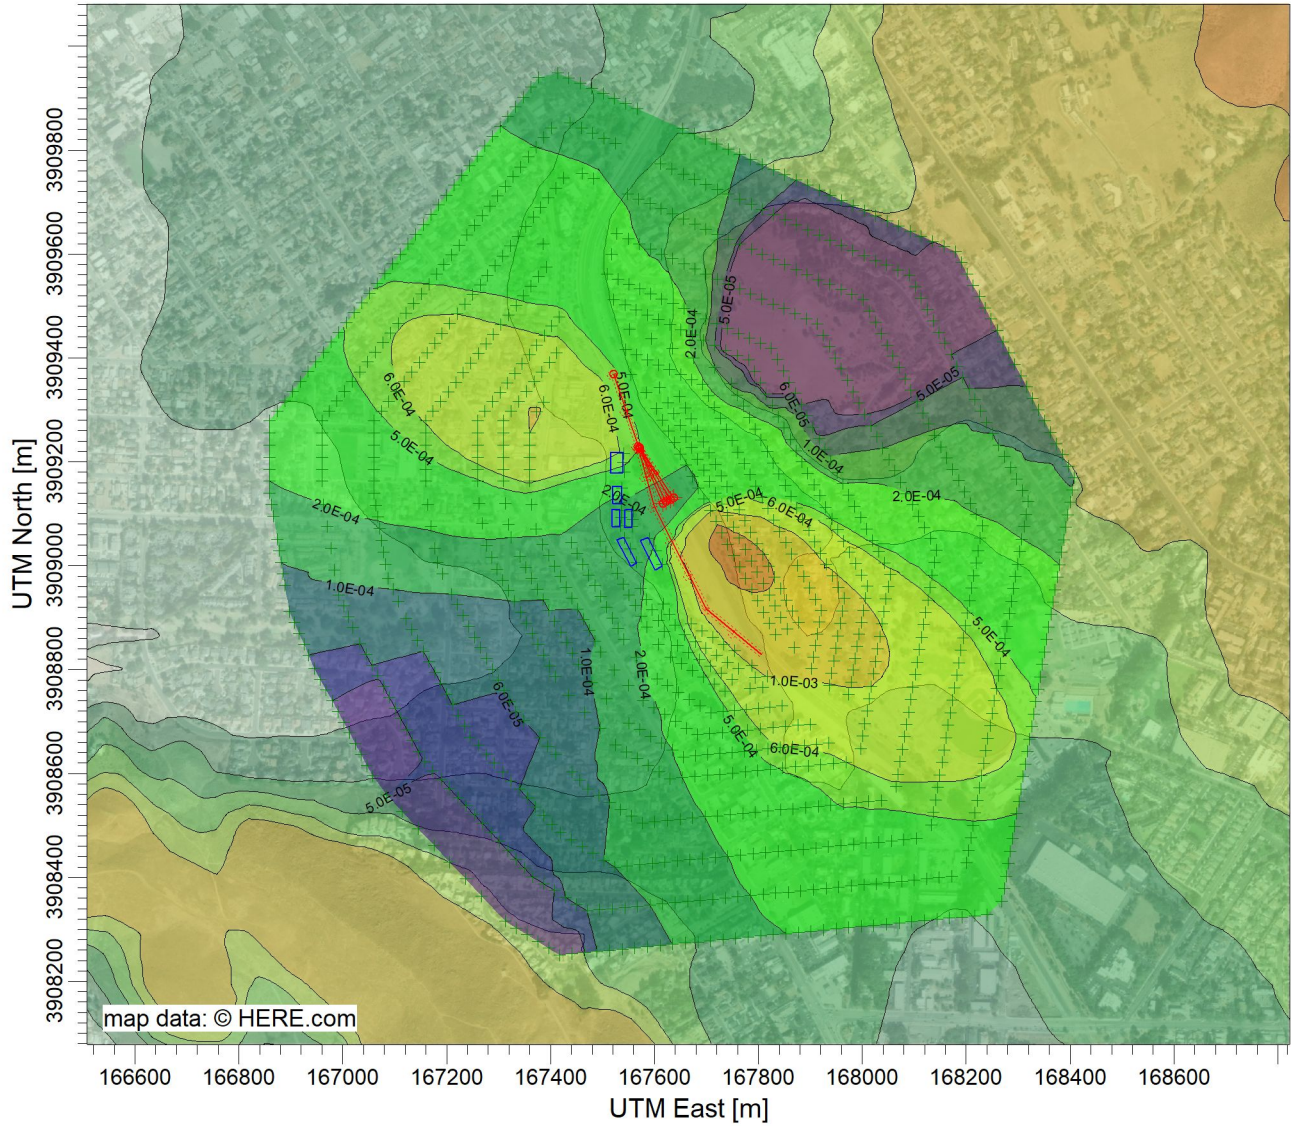 UTM North [m]
3909800
3909600
3909400
3909200
3909000
3908800
3908600
3908400
3908200
5.0E-05
2.0E-04
5.0E-04
6.0E-04
6.0E-04
5.0E-05
6.0E-05
5.0E-04
1.0E-04
2.0E-04
2.0E-04
5.0E-04
6.0E-04
2.0E-04
1.0E-04
5.0E-04
1.0E-04
2.0E-04
1.0E-03
6.0E-05
5.0E-04
6.0E-04
5.0E-05
map data: © HERE.com
166600 166800 167000 167200 167400 167600 167800 168000 168200 168400 168600
UTM East [m]